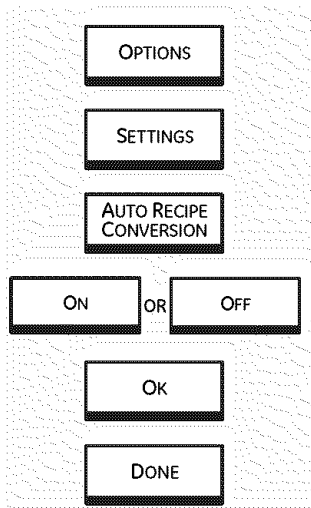 OPTIONS
SETTINGS
AUTO RECIPE
CONVERSION
ON OR OFF
OK
DONE